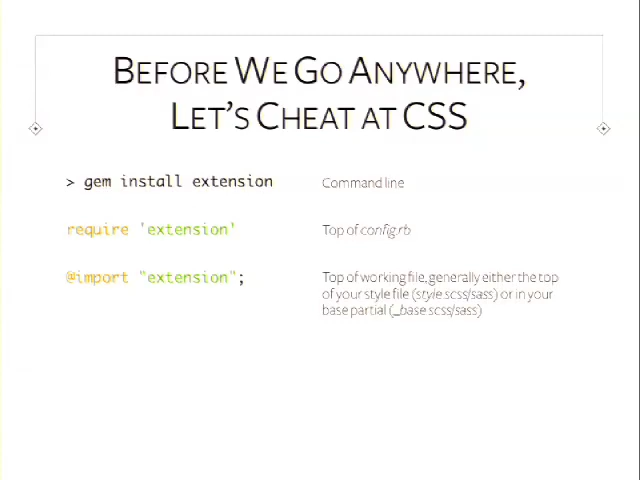 Before We Go Anywhere,
Let's Cheat at CSS
> gem install extension
Command line
require 'extension'
Top of config.rb
@import "extension";
Top of working file, generally either the top
of your style file (style.scss/sass) or in your
base partial (_base.scss/sass)